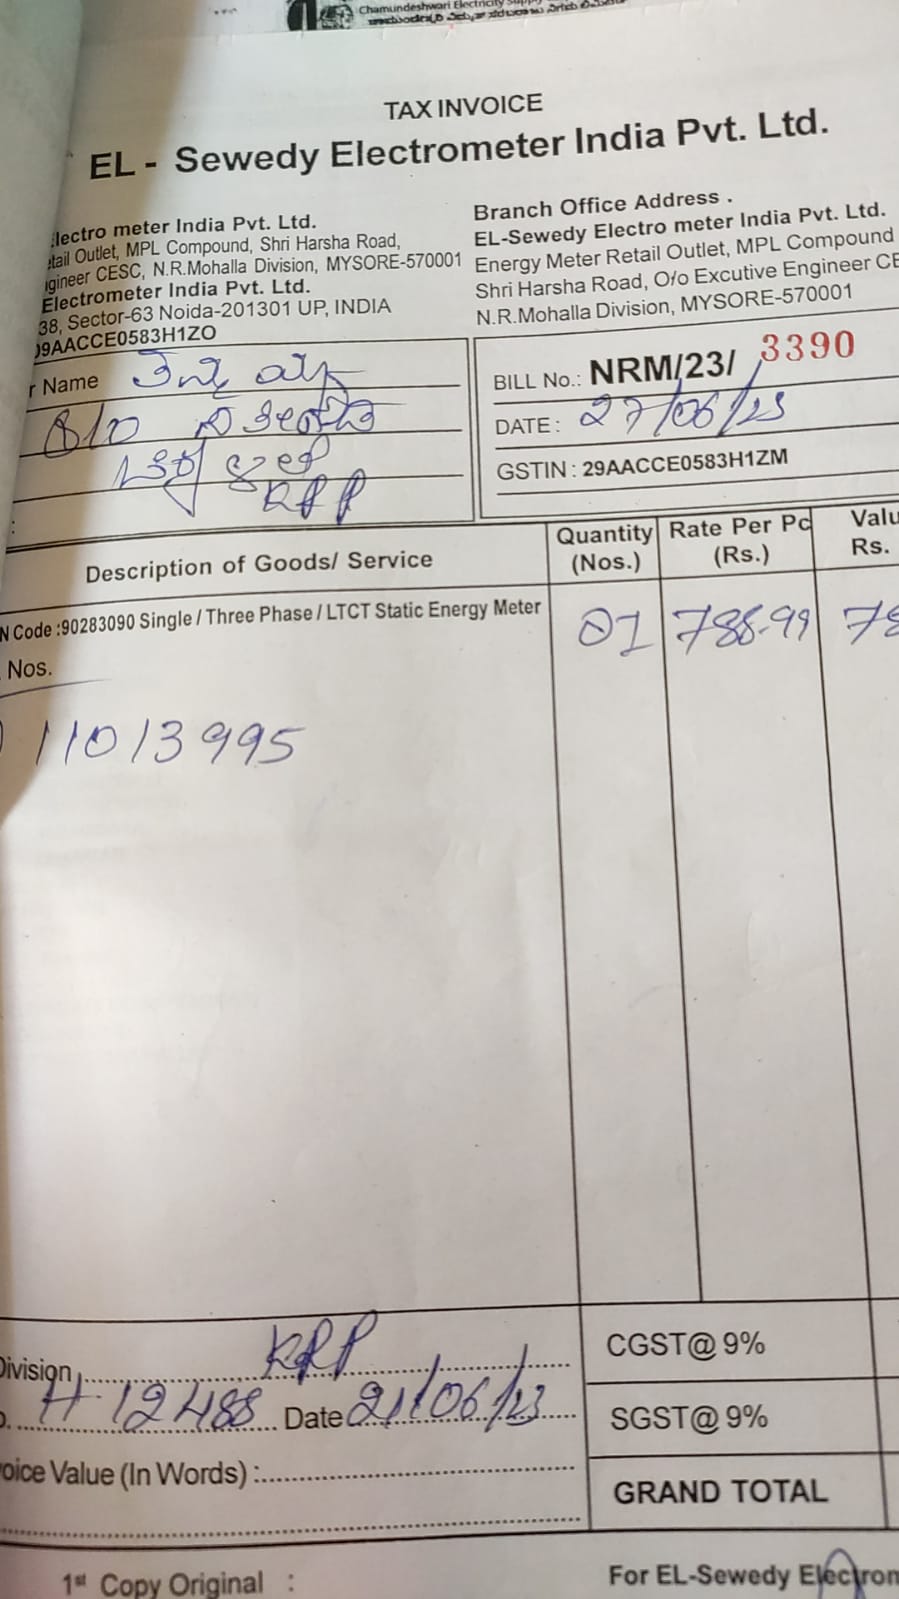 Chamundeshwari Electricity
TAX INVOICE
EL - Sewedy Electrometer India Pvt. Ltd.
lectro meter India Pvt. Ltd.
tail Outlet, MPL Compound, Shri Harsha Road,
gineer CESC, N.R.Mohalla Division, MYSORE-570001
Electrometer India Pvt. Ltd.
38, Sector-63 Noida-201301 UP, INDIA
9AACCE0583H1ZO
Branch Office Address .
EL-Sewedy Electro meter India Pvt. Ltd.
Energy Meter Retail Outlet, MPL Compound
Shri Harsha Road, O/o Excutive Engineer CE
N.R.Mohalla Division, MYSORE-570001
r Name
S/O
KRP
BILL No.: NRM/23/ 3390
DATE : 27/06/23
GSTIN : 29AACCE0583H1ZM
Description of Goods/ Service
Quantity (Nos.)
Rate Per Pc (Rs.)
Valu Rs.
N Code :90283090 Single / Three Phase / LTCT Static Energy Meter 01 788.99 78
Nos.
11013995
Division KRP
H-12488 Date 21/06/23
oice Value (In Words) :
CGST@ 9%
SGST@ 9%
GRAND TOTAL
1st Copy Original :
For EL-Sewedy Electron